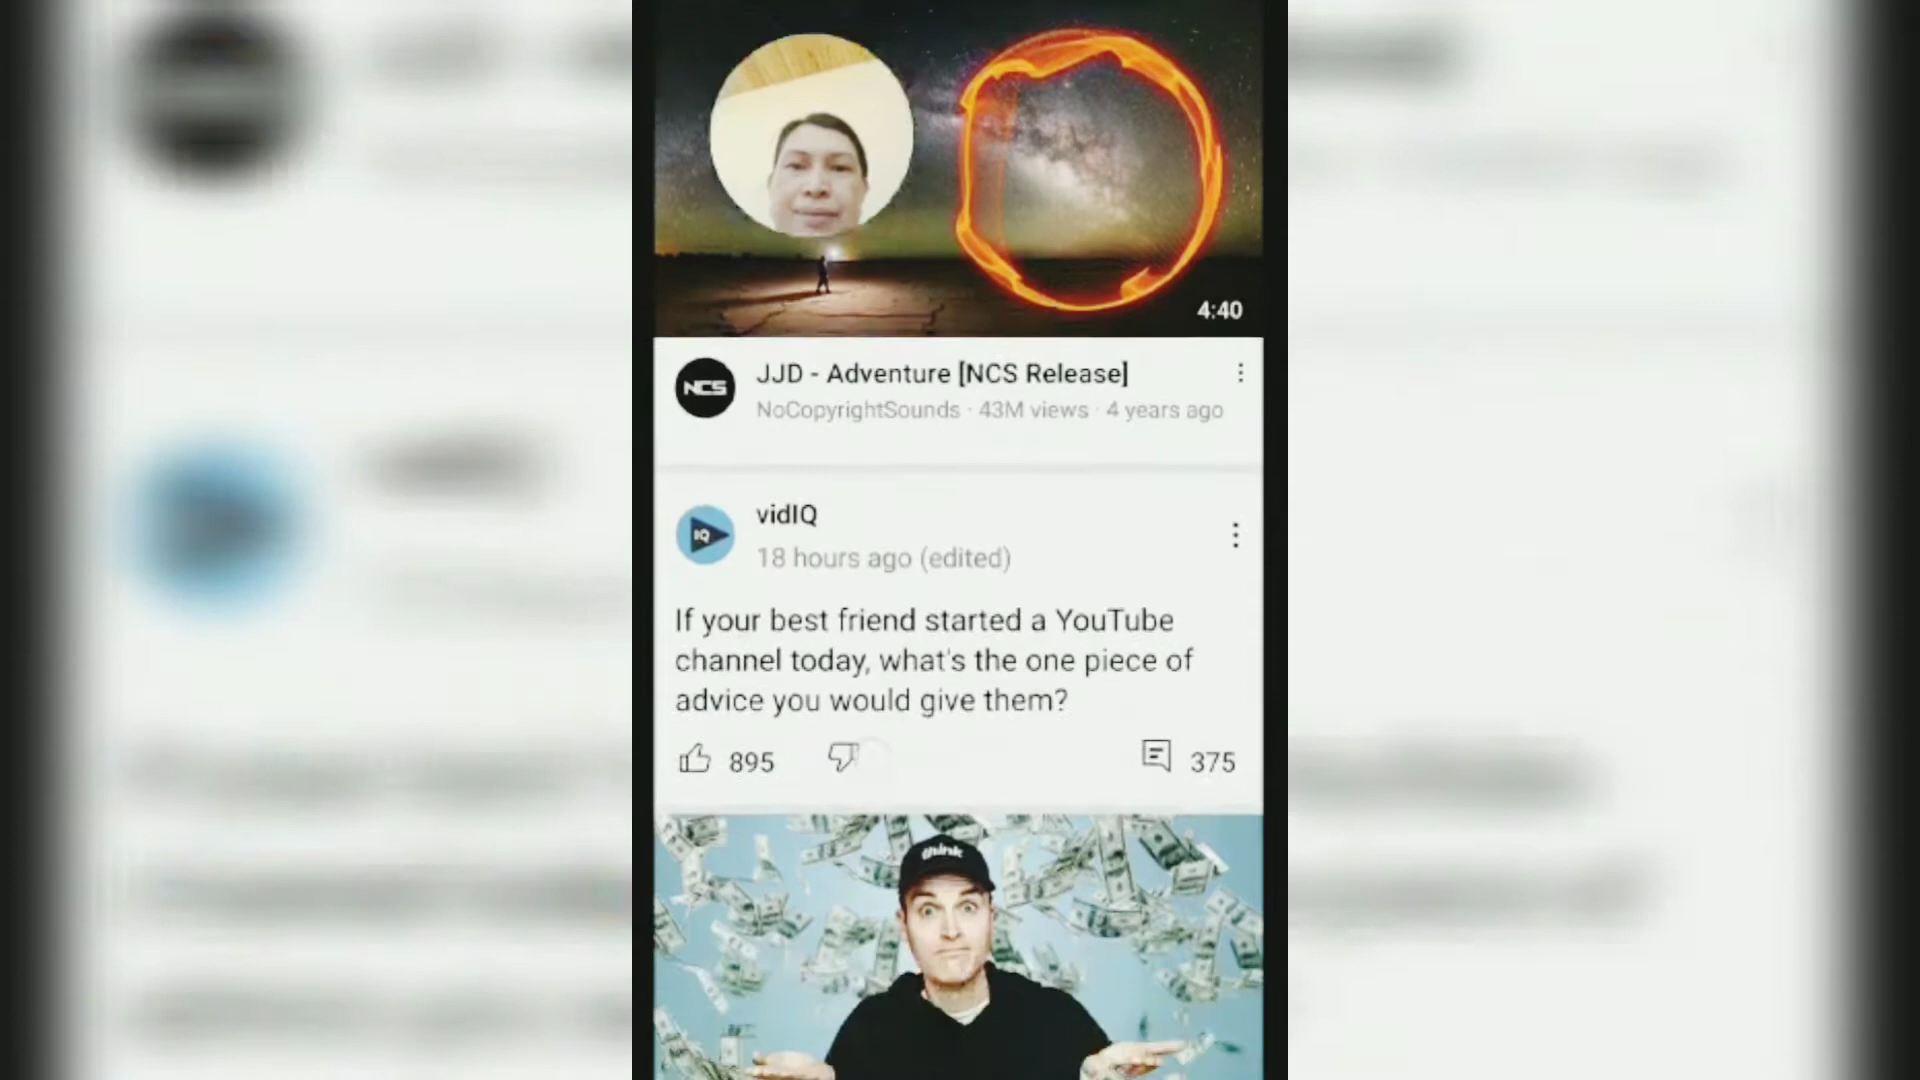 4:40
NCS
JJD - Adventure [NCS Release]
NoCopyrightSounds · 43M views · 4 years ago
IQ
vidIQ
18 hours ago (edited)
If your best friend started a YouTube
channel today, what's the one piece of
advice you would give them?
895
375
think